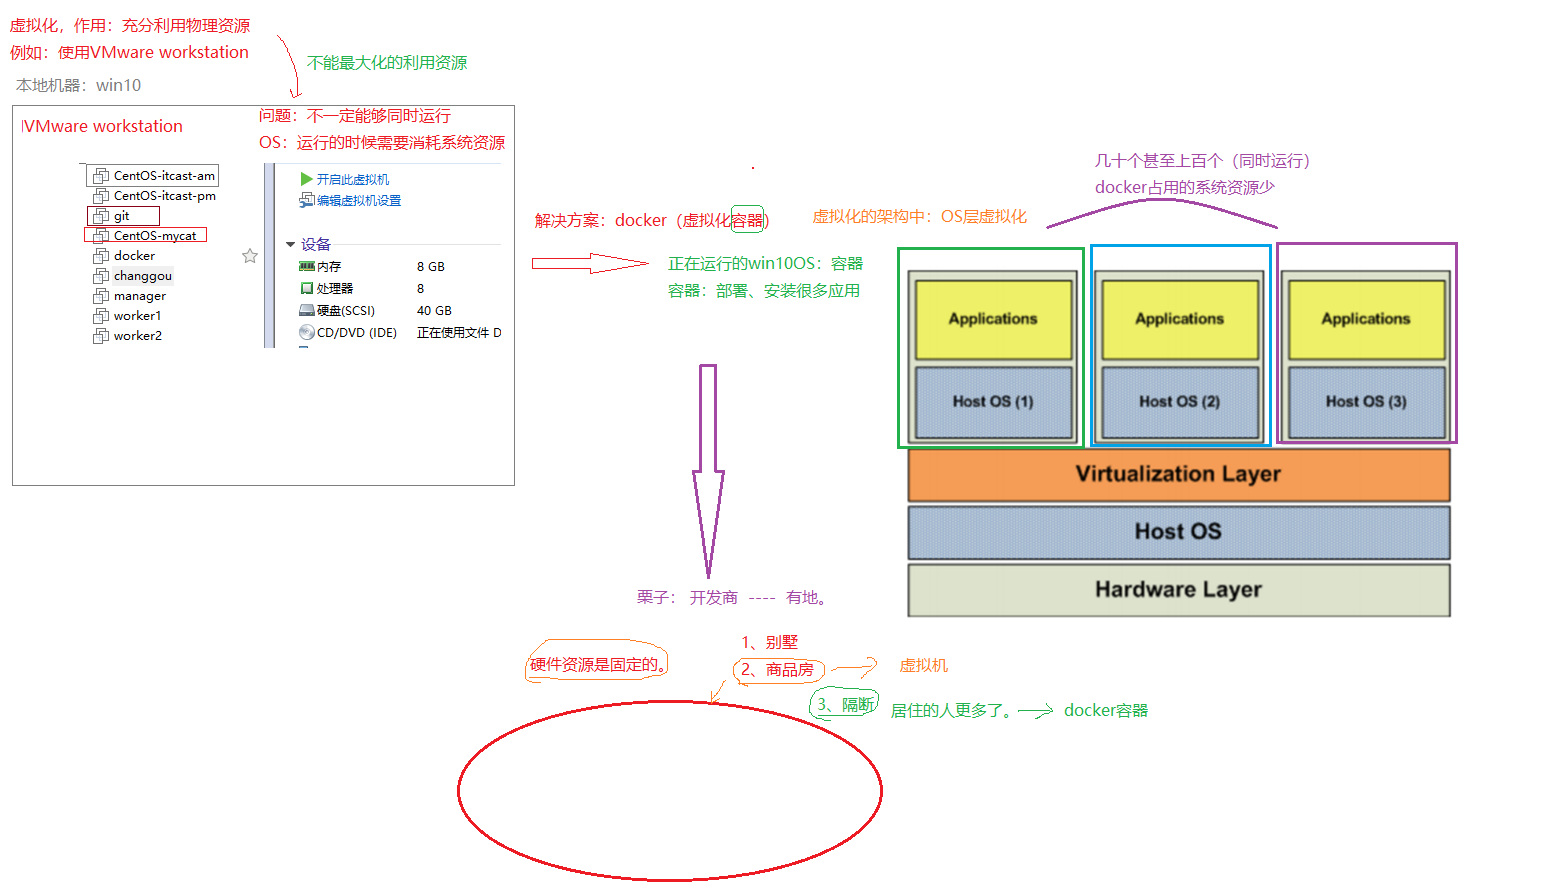 虚拟化，作用：充分利用物理资源
例如：使用VMware workstation
不能最大化的利用资源
本地机器：win10
VMware workstation
问题：不一定能够同时运行
OS：运行的时候需要消耗系统资源
CentOS-itcast-am
CentOS-itcast-pm
git
CentOS-mycat
docker
changgou
manager
worker1
worker2
开启此虚拟机
编辑虚拟机设置
设备
内存 8 GB
处理器 8
硬盘(SCSI) 40 GB
CD/DVD (IDE) 正在使用文件 D
解决方案：docker（虚拟化容器）
正在运行的win10OS：容器
容器：部署、安装很多应用
虚拟化的架构中：OS层虚拟化
几十个甚至上百个（同时运行）
docker占用的系统资源少
Applications
Applications
Applications
Host OS (1)
Host OS (2)
Host OS (3)
Virtualization Layer
Host OS
Hardware Layer
栗子： 开发商 ---- 有地。
硬件资源是固定的。
1、别墅
2、商品房
虚拟机
3、隔断
居住的人更多了。
docker容器